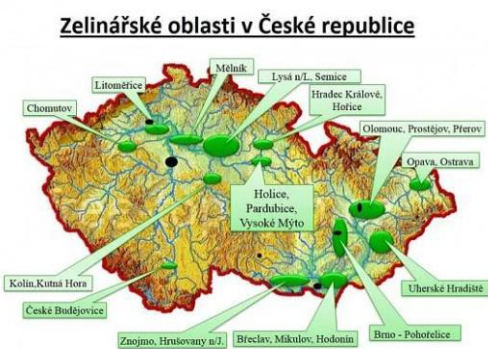 Zelinářské oblasti v České republice
Mělník
Lysá n/L, Semice
Litoměřice
Hradec Králové,
Hořice
Chomutov
Olomouc, Prostějov, Přerov
Opava, Ostrava
Holice,
Pardubice,
Vysoké Mýto
Kolín,Kutná Hora
Uherské Hradiště
České Budějovice
Znojmo, Hrušovany n/J.
Břeclav, Mikulov, Hodonín
Brno - Pohořelice